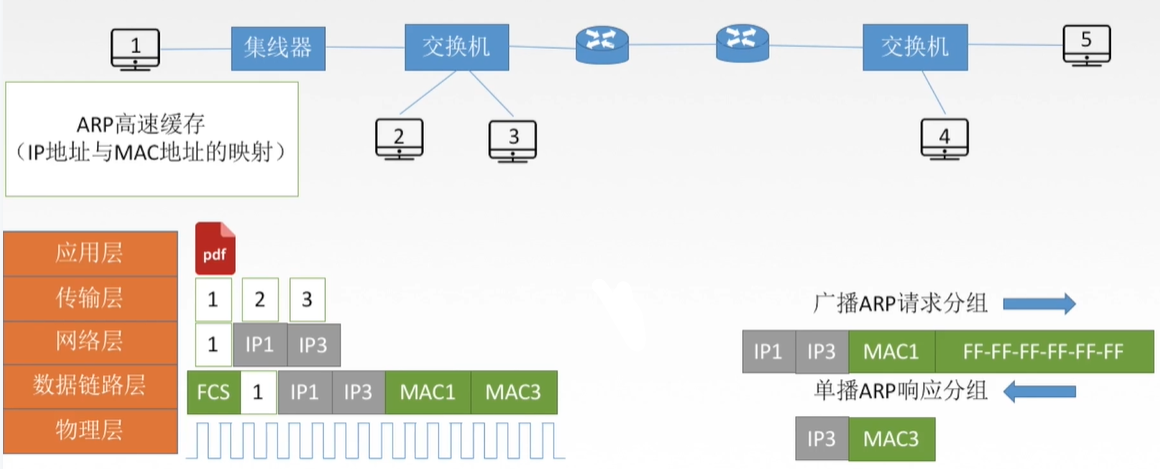 1
集线器
交换机
交换机
5
2
3
4
ARP高速缓存
（IP地址与MAC地址的映射）
应用层
pdf
传输层
1 2 3
网络层
1 IP1 IP3
数据链路层
FCS 1 IP1 IP3 MAC1 MAC3
物理层
广播ARP请求分组
IP1 IP3 MAC1 FF-FF-FF-FF-FF-FF
单播ARP响应分组
IP3 MAC3